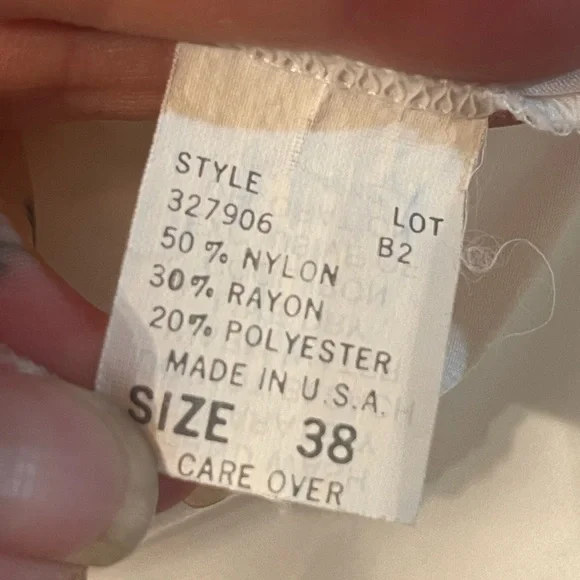 STYLE
327906 LOT
50% NYLON B2
30% RAYON
20% POLYESTER
MADE IN U.S.A.
SIZE 38
CARE OVER